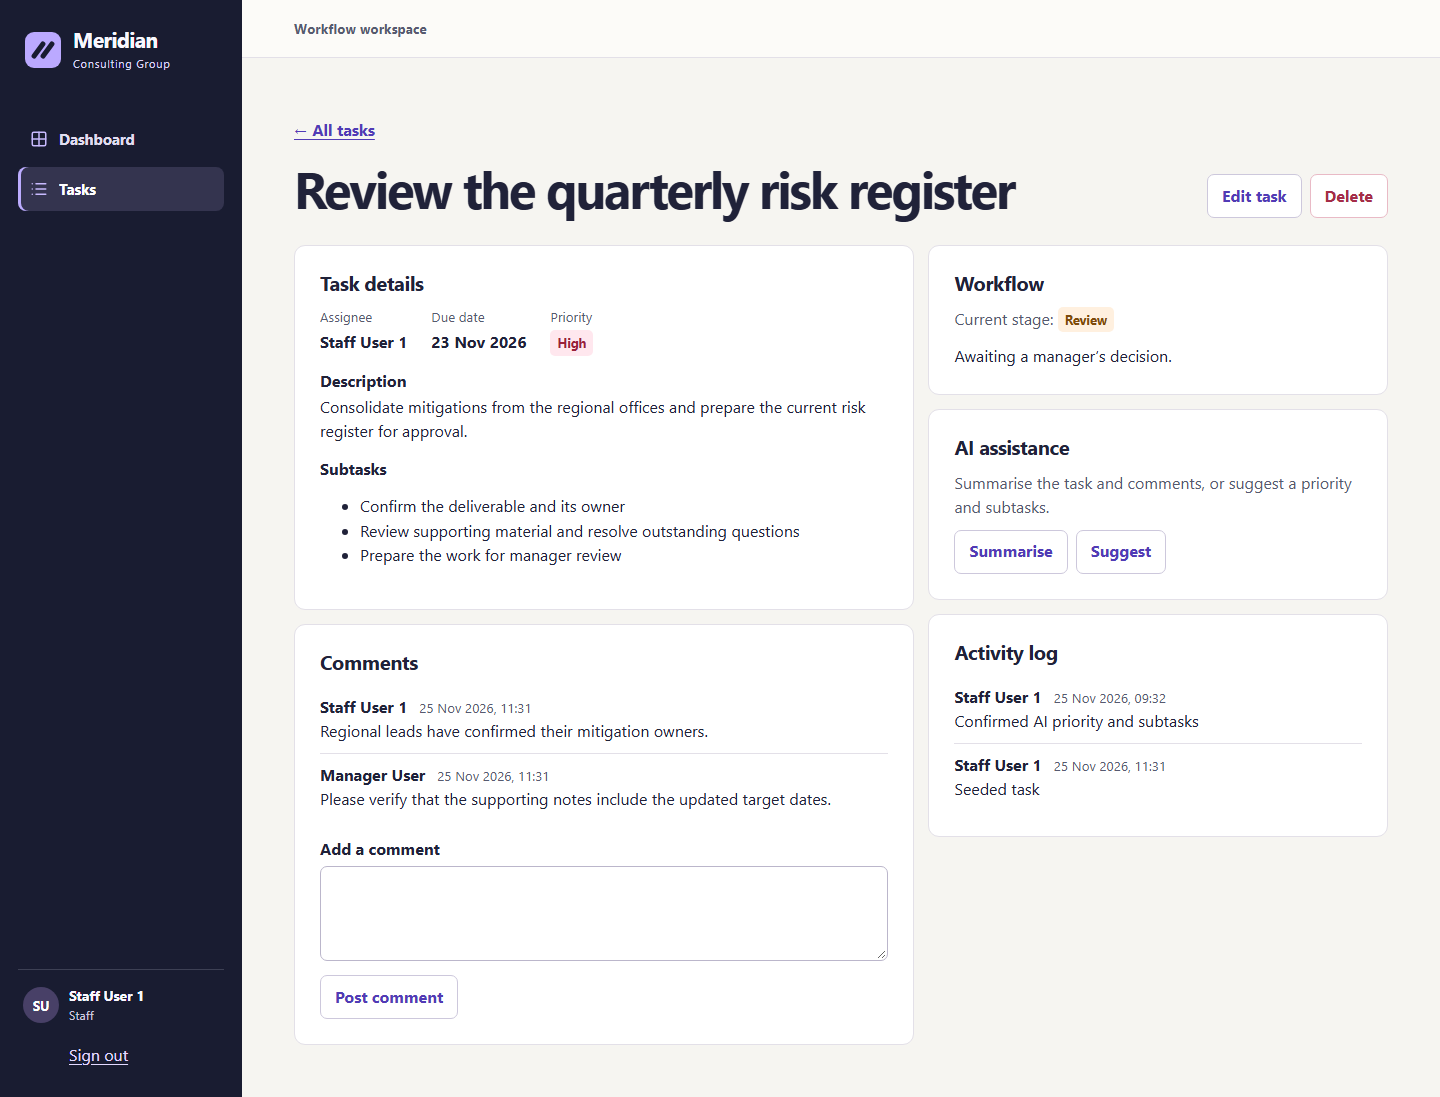 Meridian
Consulting Group
Dashboard
Tasks
SU
Staff User 1
Staff
Sign out
Workflow workspace
← All tasks
Review the quarterly risk register
Edit task
Delete
Task details
Assignee
Staff User 1
Due date
23 Nov 2026
Priority
High
Description
Consolidate mitigations from the regional offices and prepare the current risk
register for approval.
Subtasks
• Confirm the deliverable and its owner
• Review supporting material and resolve outstanding questions
• Prepare the work for manager review
Comments
Staff User 1 25 Nov 2026, 11:31
Regional leads have confirmed their mitigation owners.
Manager User 25 Nov 2026, 11:31
Please verify that the supporting notes include the updated target dates.
Add a comment
Post comment
Workflow
Current stage: Review
Awaiting a manager’s decision.
AI assistance
Summarise the task and comments, or suggest a priority
and subtasks.
Summarise
Suggest
Activity log
Staff User 1 25 Nov 2026, 09:32
Confirmed AI priority and subtasks
Staff User 1 25 Nov 2026, 11:31
Seeded task